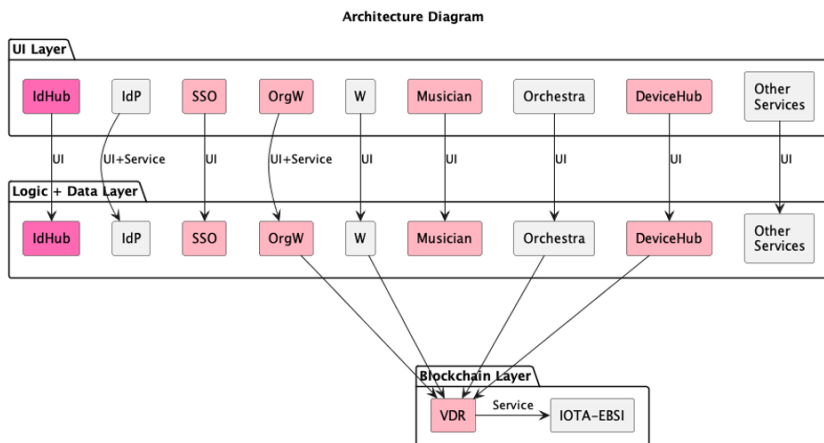 Architecture Diagram
UI Layer
IdHub
IdP
SSO
OrgW
W
Musician
Orchestra
DeviceHub
Other
Services
UI
UI+Service
UI
UI+Service
UI
UI
UI
UI
UI
Logic + Data Layer
IdHub
IdP
SSO
OrgW
W
Musician
Orchestra
DeviceHub
Other
Services
Blockchain Layer
VDR
Service
IOTA-EBSI